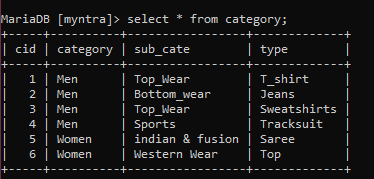 MariaDB [myntra]> select * from category;
+-----+----------+------------------+-------------+
| cid | category | sub_cate         | type        |
+-----+----------+------------------+-------------+
|   1 | Men      | Top_Wear         | T_shirt     |
|   2 | Men      | Bottom_wear      | Jeans       |
|   3 | Men      | Top_Wear         | Sweatshirts |
|   4 | Men      | Sports           | Tracksuit   |
|   5 | Women    | indian & fusion  | Saree       |
|   6 | Women    | Western Wear     | Top         |
+-----+----------+------------------+-------------+